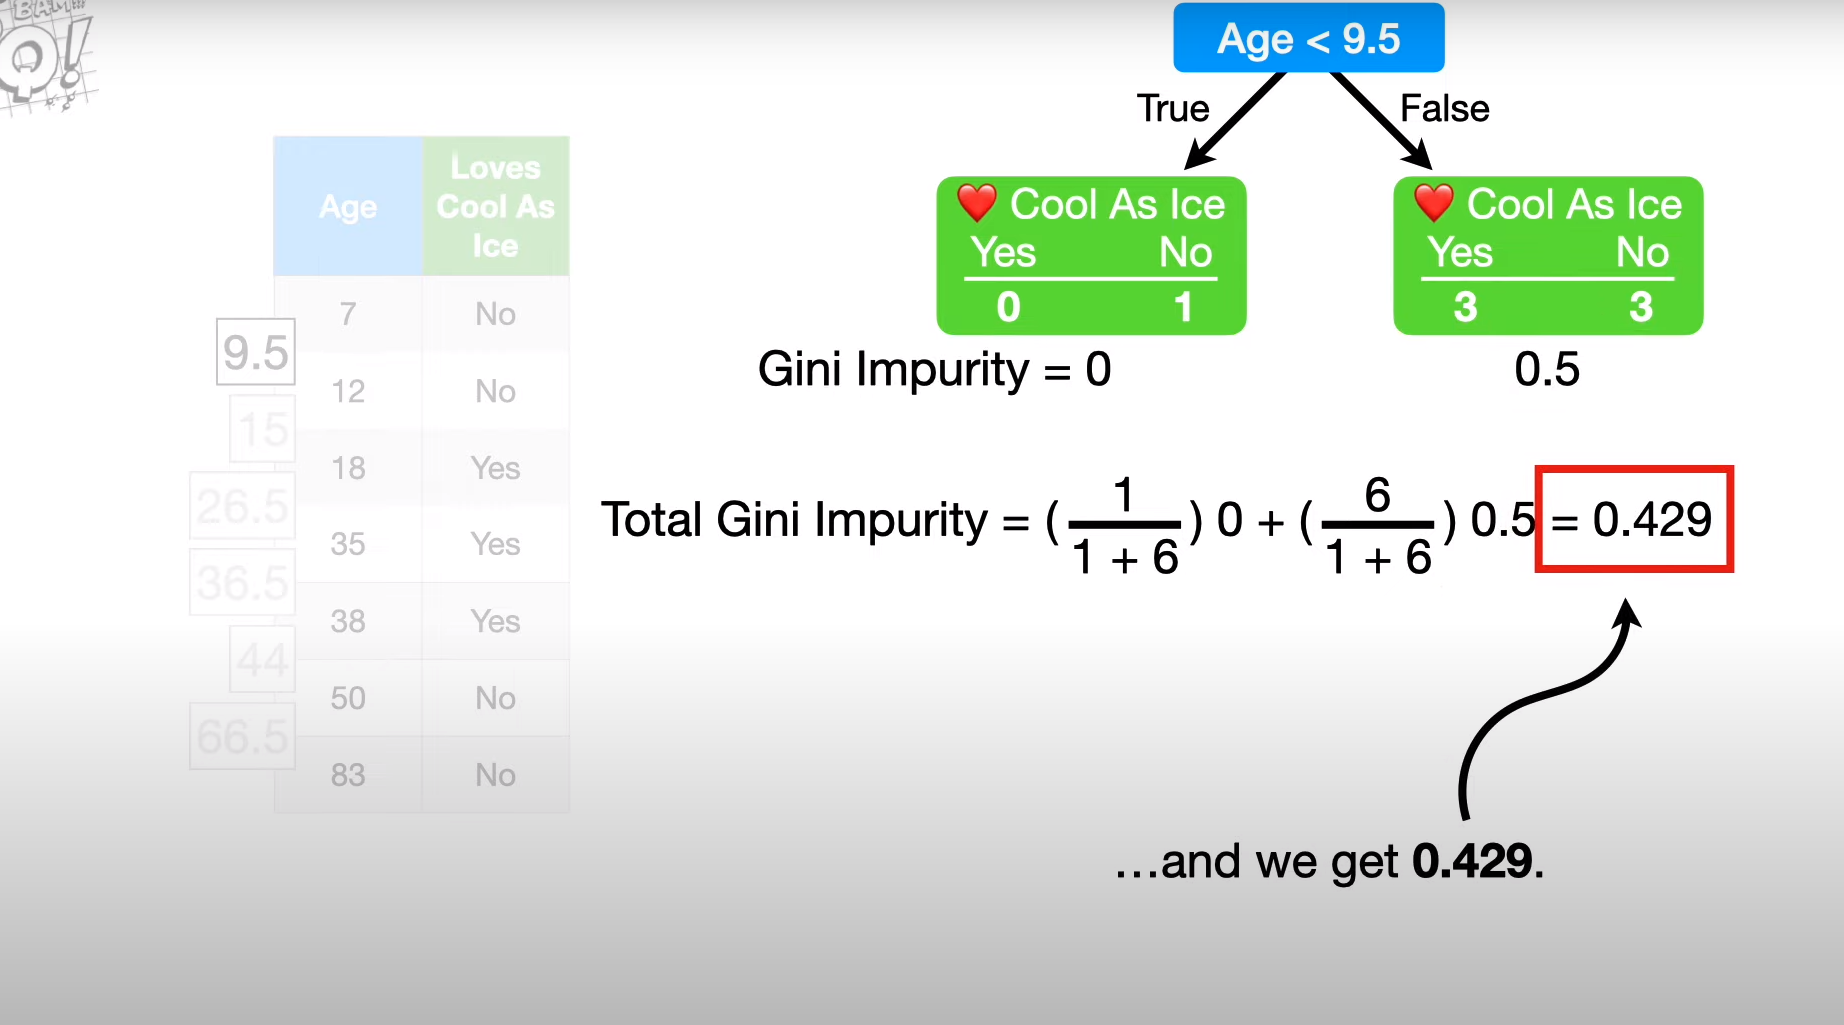 BAM!!!
Q!
Age < 9.5
True
False
Age
Loves
Cool As
Ice
7 No
12 No
18 Yes
35 Yes
38 Yes
50 No
83 No
9.5
15
26.5
36.5
44
66.5
❤️ Cool As Ice
Yes No
0 1
❤️ Cool As Ice
Yes No
3 3
Gini Impurity = 0
0.5
Total Gini Impurity = ( 1 / 1 + 6 ) 0 + ( 6 / 1 + 6 ) 0.5 = 0.429
...and we get 0.429.